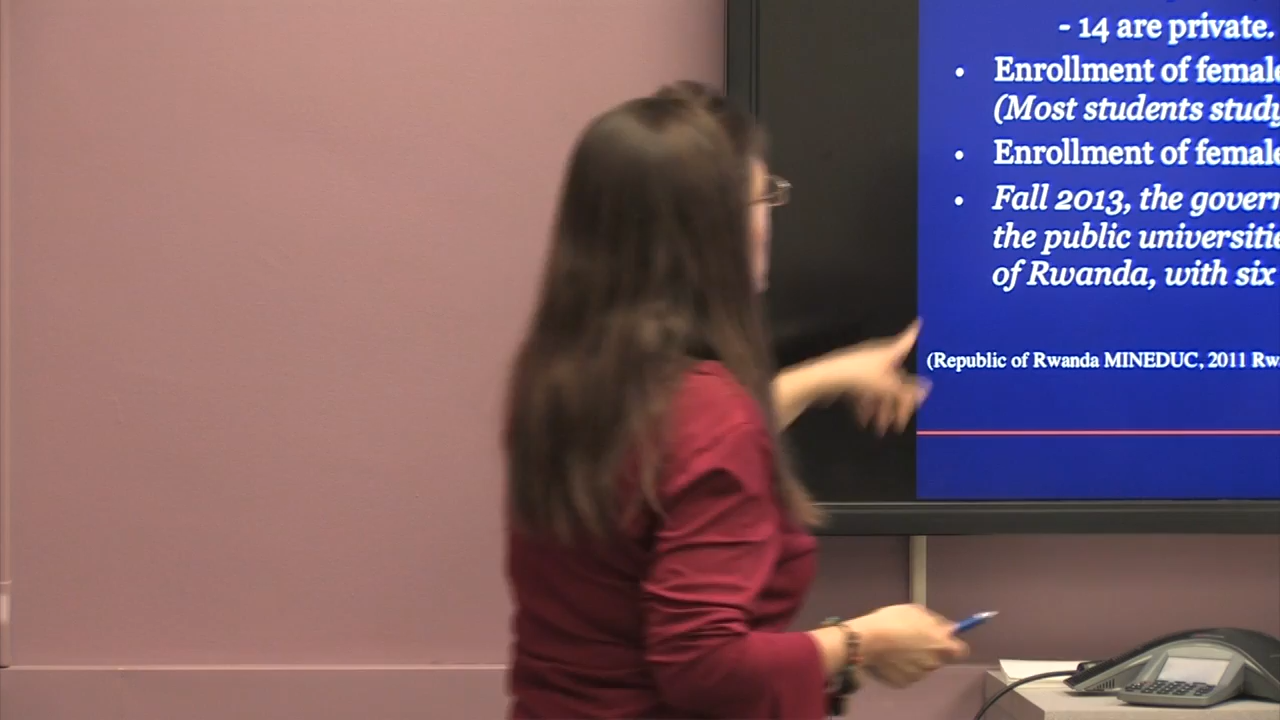 - 14 are private.
• Enrollment of female
(Most students study
• Enrollment of female
• Fall 2013, the govern
the public universitie
of Rwanda, with six
(Republic of Rwanda MINEDUC, 2011 Rw